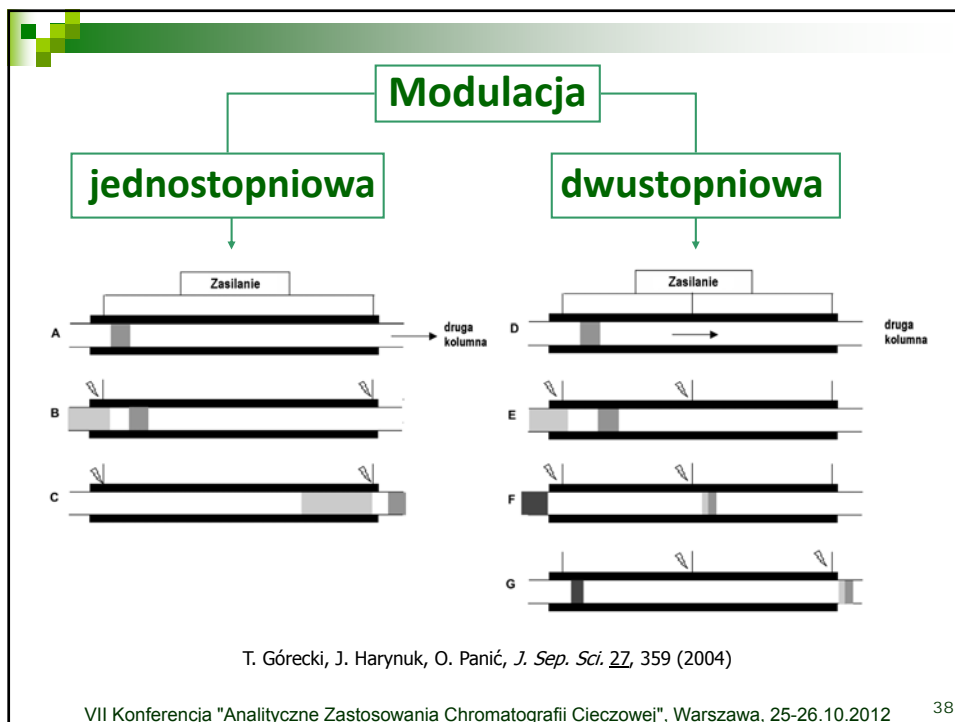 Modulacja
jednostopniowa
dwustopniowa
Zasilanie
A
druga
kolumna
B
C
Zasilanie
D
druga
kolumna
E
F
G
T. Górecki, J. Harynuk, O. Panić, J. Sep. Sci. 27, 359 (2004)
VII Konferencja "Analityczne Zastosowania Chromatografii Cieczowej", Warszawa, 25-26.10.2012
38